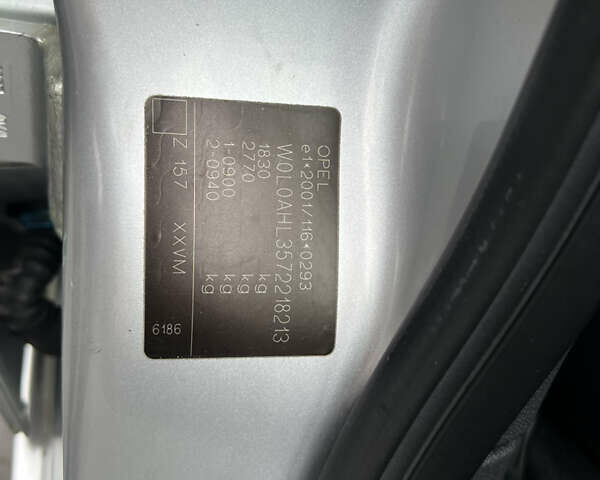 OPEL
e1*2001/116*0293
W0L0AHL3572218213
1830 kg
2770 kg
1-0900 kg
2-0940 kg
Z 157 XXVM
6186